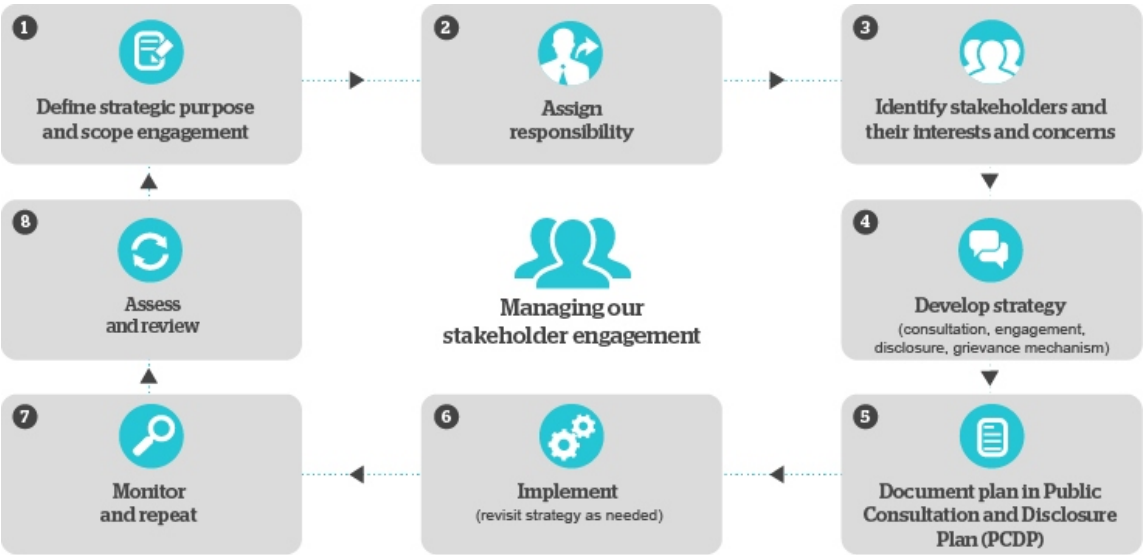 1
Define strategic purpose
and scope engagement
2
Assign
responsibility
3
Identify stakeholders and
their interests and concerns
8
Assess
and review
Managing our
stakeholder engagement
4
Develop strategy
(consultation, engagement,
disclosure, grievance mechanism)
7
Monitor
and repeat
6
Implement
(revisit strategy as needed)
5
Document plan in Public
Consultation and Disclosure
Plan (PCDP)